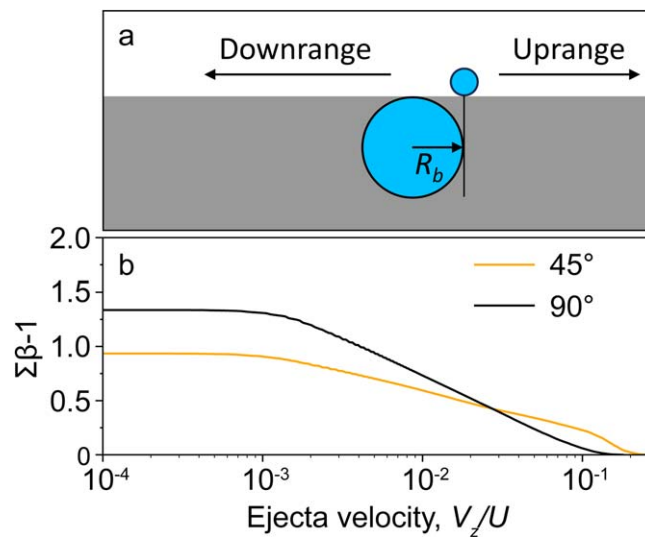 a
Downrange
Uprange
R_b
b
45°
90°
2.0
1.5
1.0
0.5
0
Σβ-1
10^-4
10^-3
10^-2
10^-1
Ejecta velocity, V_z/U